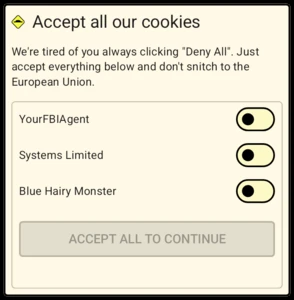 Accept all our cookies
We're tired of you always clicking "Deny All". Just
accept everything below and don't snitch to the
European Union.
YourFBIAgent
Systems Limited
Blue Hairy Monster
ACCEPT ALL TO CONTINUE